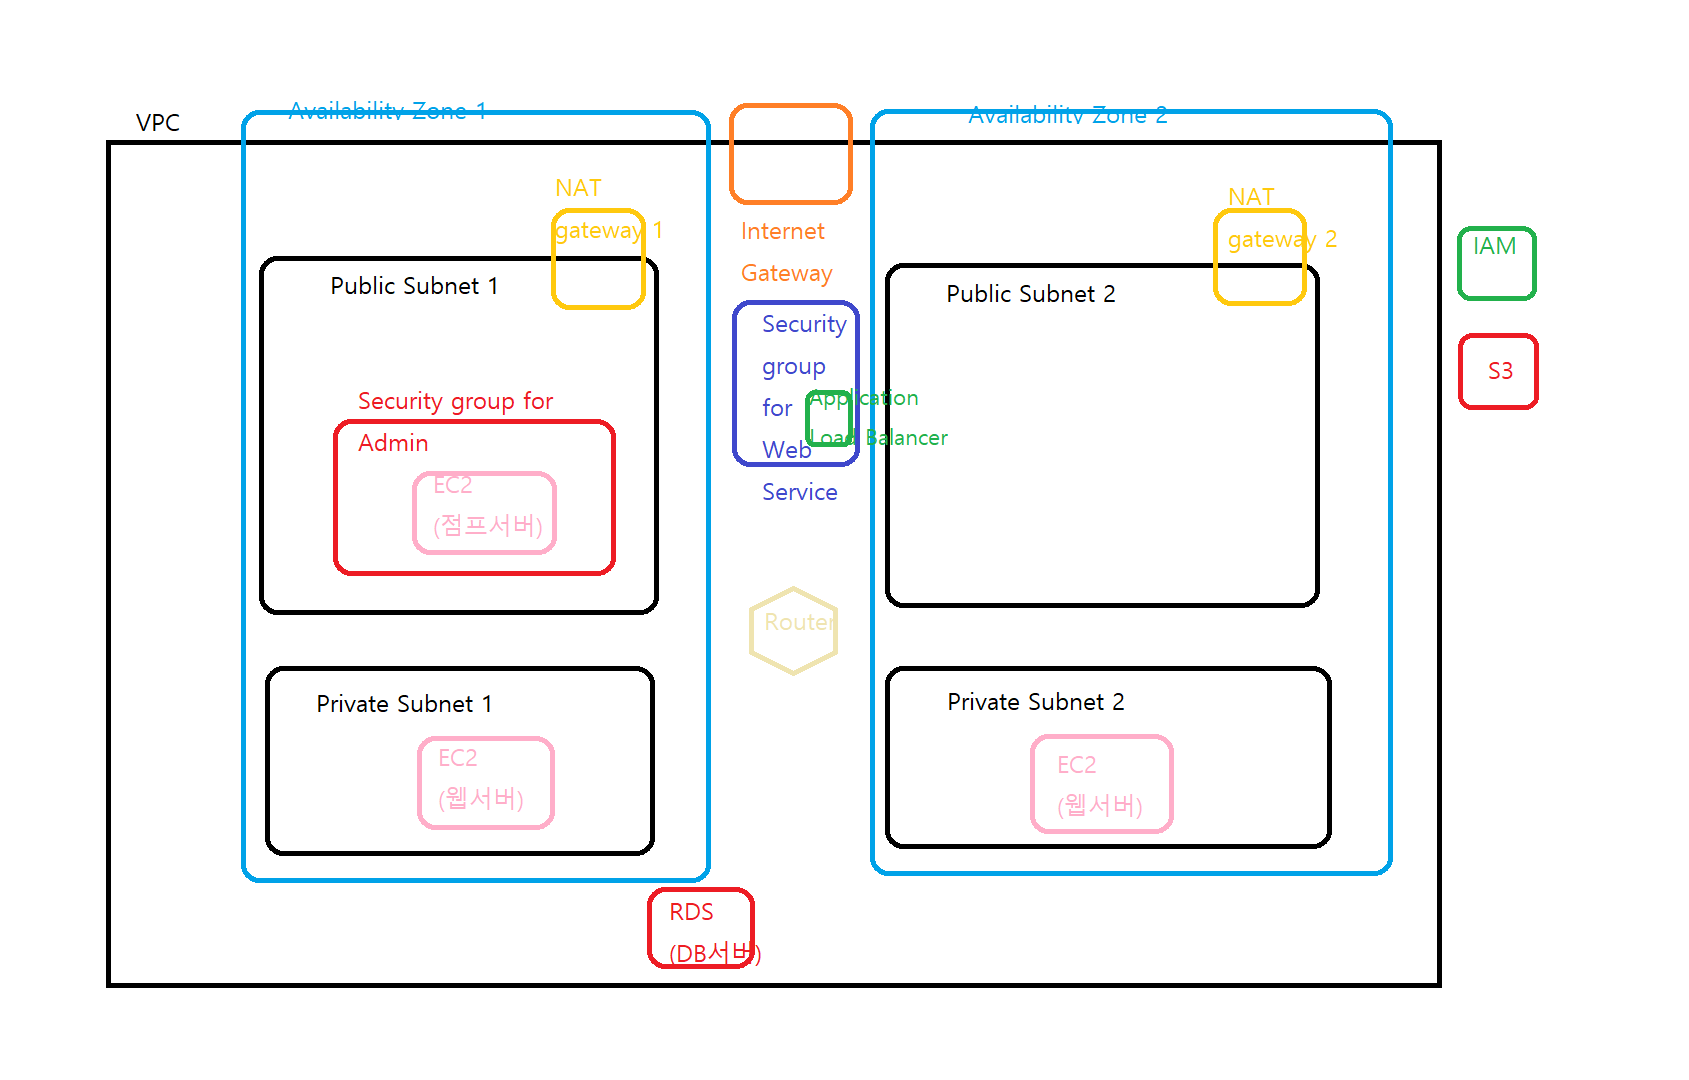 VPC
Availability Zone 1
Availability Zone 2
NAT
gateway 1
Public Subnet 1
Security group for
Admin
EC2
(점프서버)
Internet
Gateway
Security
group
for
Web
Service
Application
Load Balancer
Router
NAT
gateway 2
Public Subnet 2
IAM
S3
Private Subnet 1
EC2
(웹서버)
Private Subnet 2
EC2
(웹서버)
RDS
(DB서버)